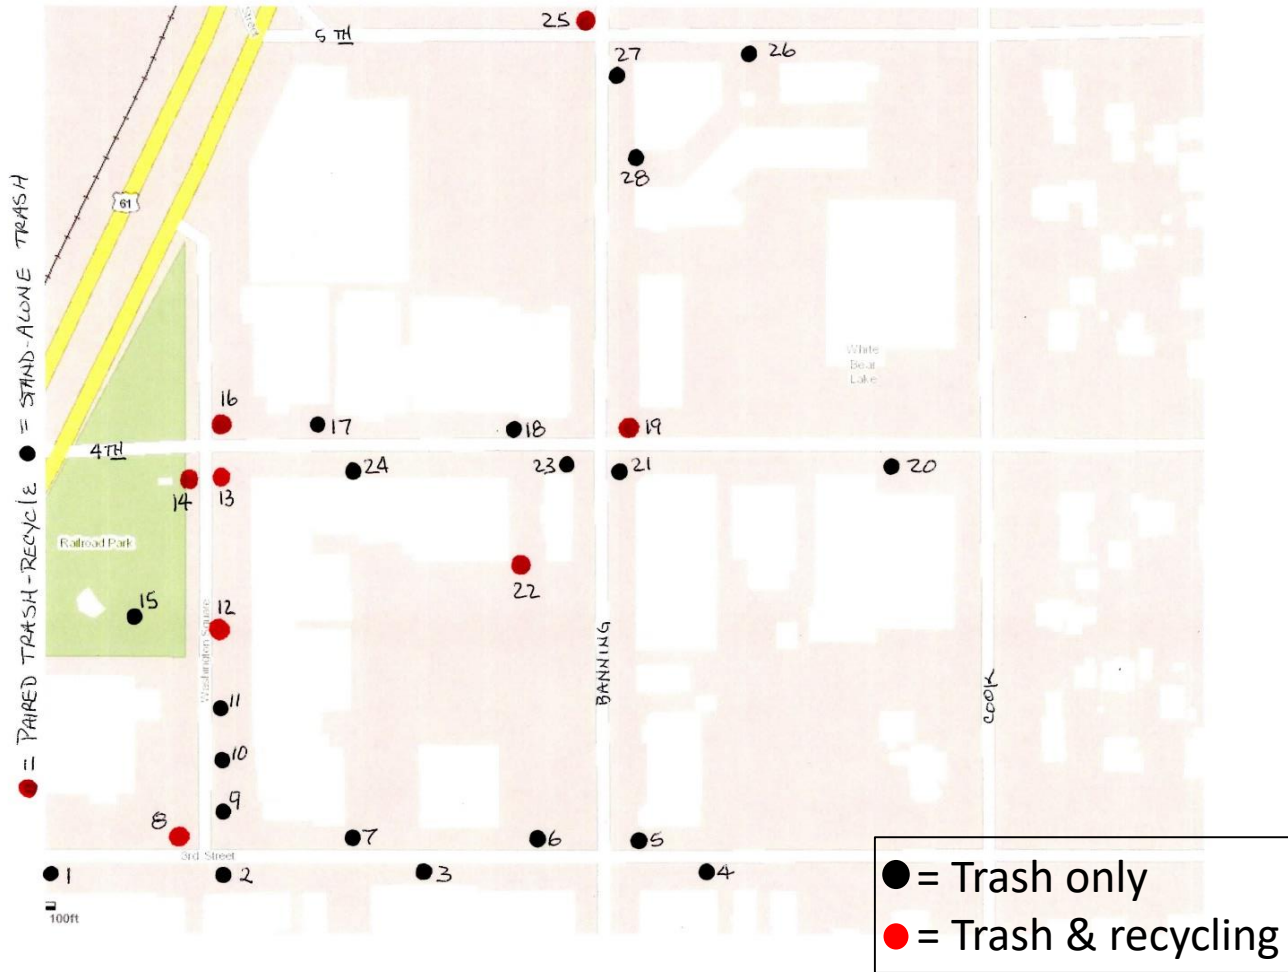 Street
5 TH
25
26
27
28
61
16
17
18
19
White
Bear
Lake
4TH
14
13
24
23
21
20
Railroad Park
22
15
12
Washington Square
BANNING
COOK
11
10
9
8
7
6
5
3rd Street
1
2
3
4
100ft
● = PAIRED TRASH-RECYCLE ● = STAND-ALONE TRASH
● = Trash only
● = Trash & recycling